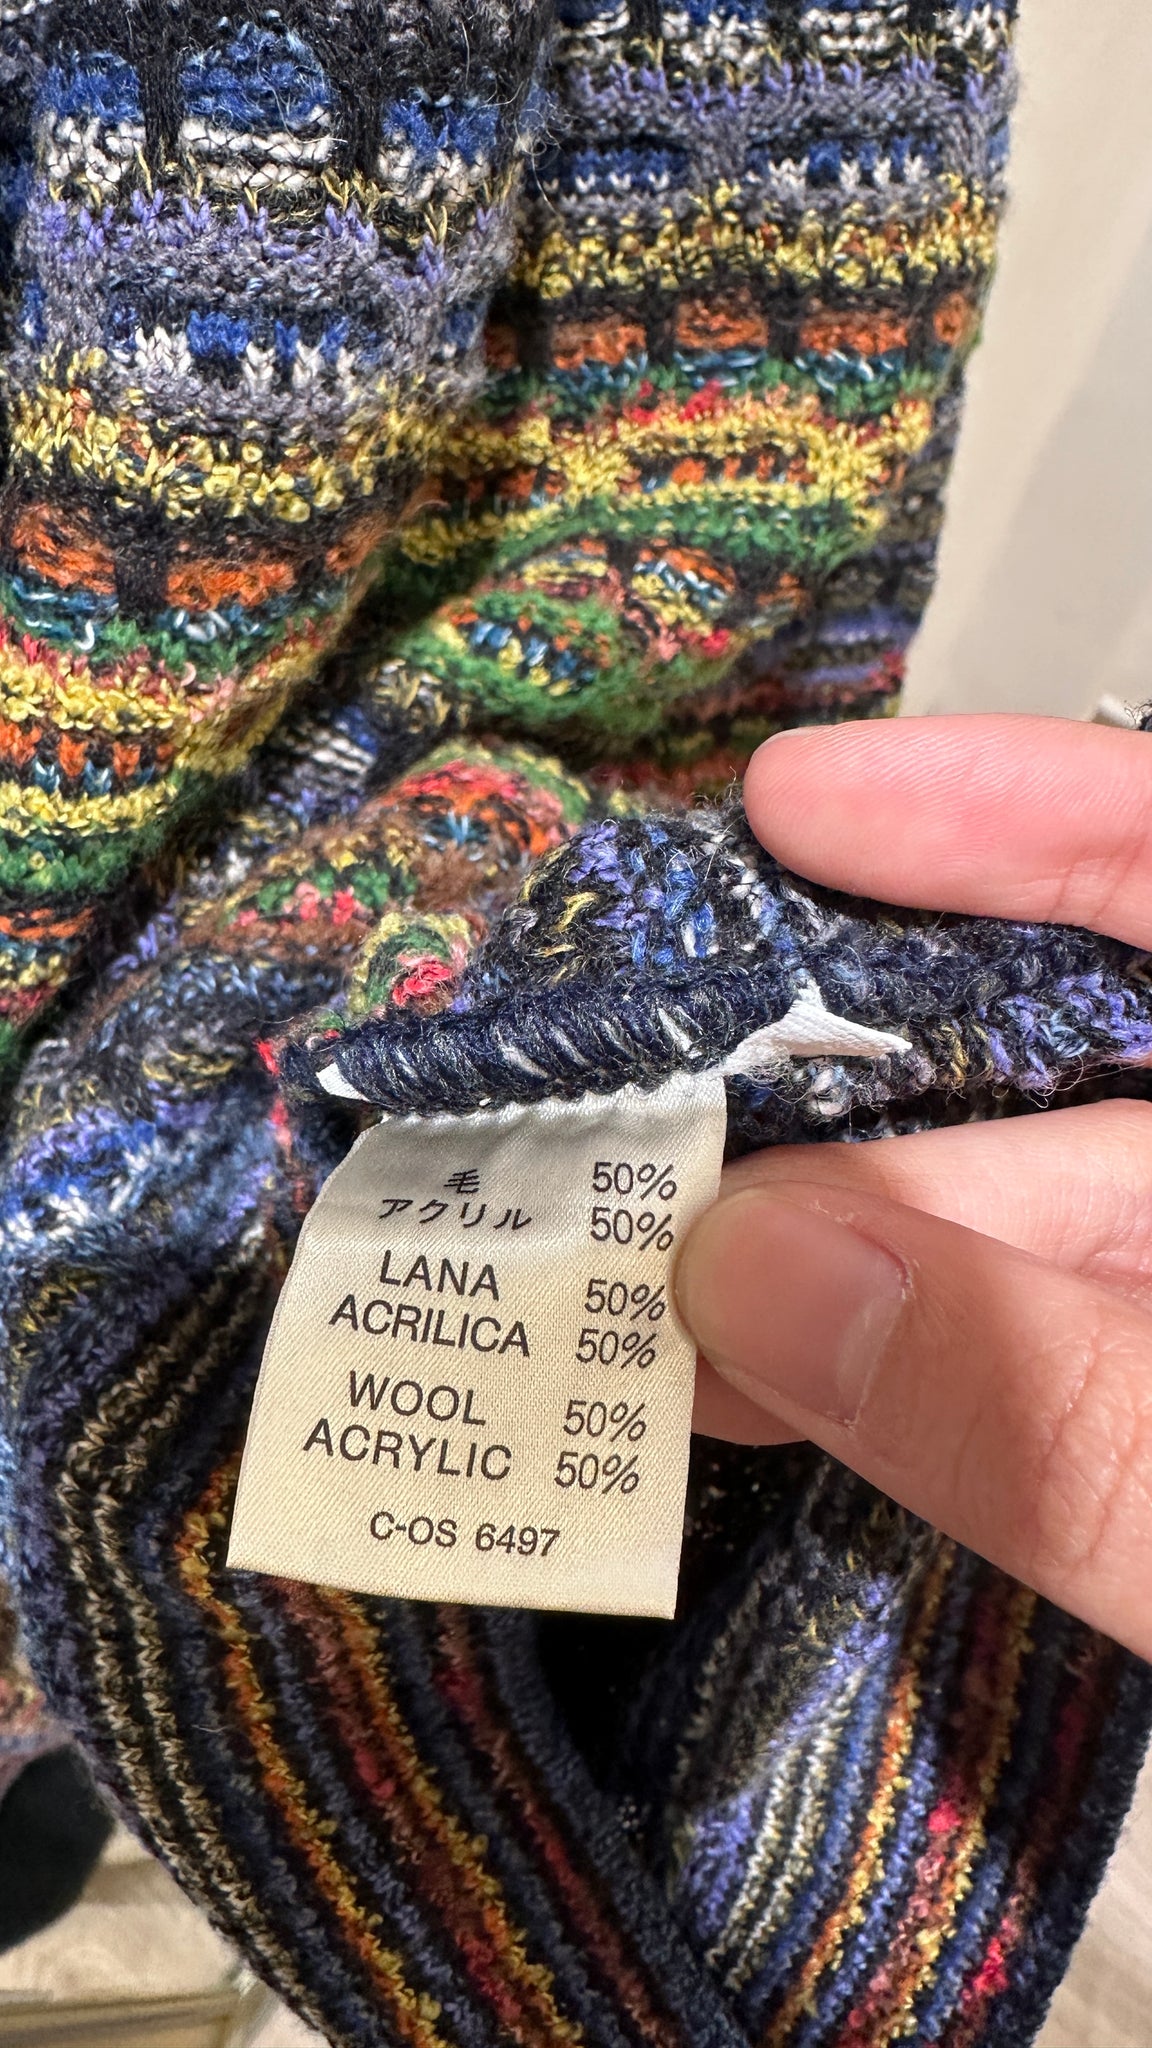 毛 50%
アクリル 50%
LANA 50%
ACRILICA 50%
WOOL 50%
ACRYLIC 50%
C-OS 6497